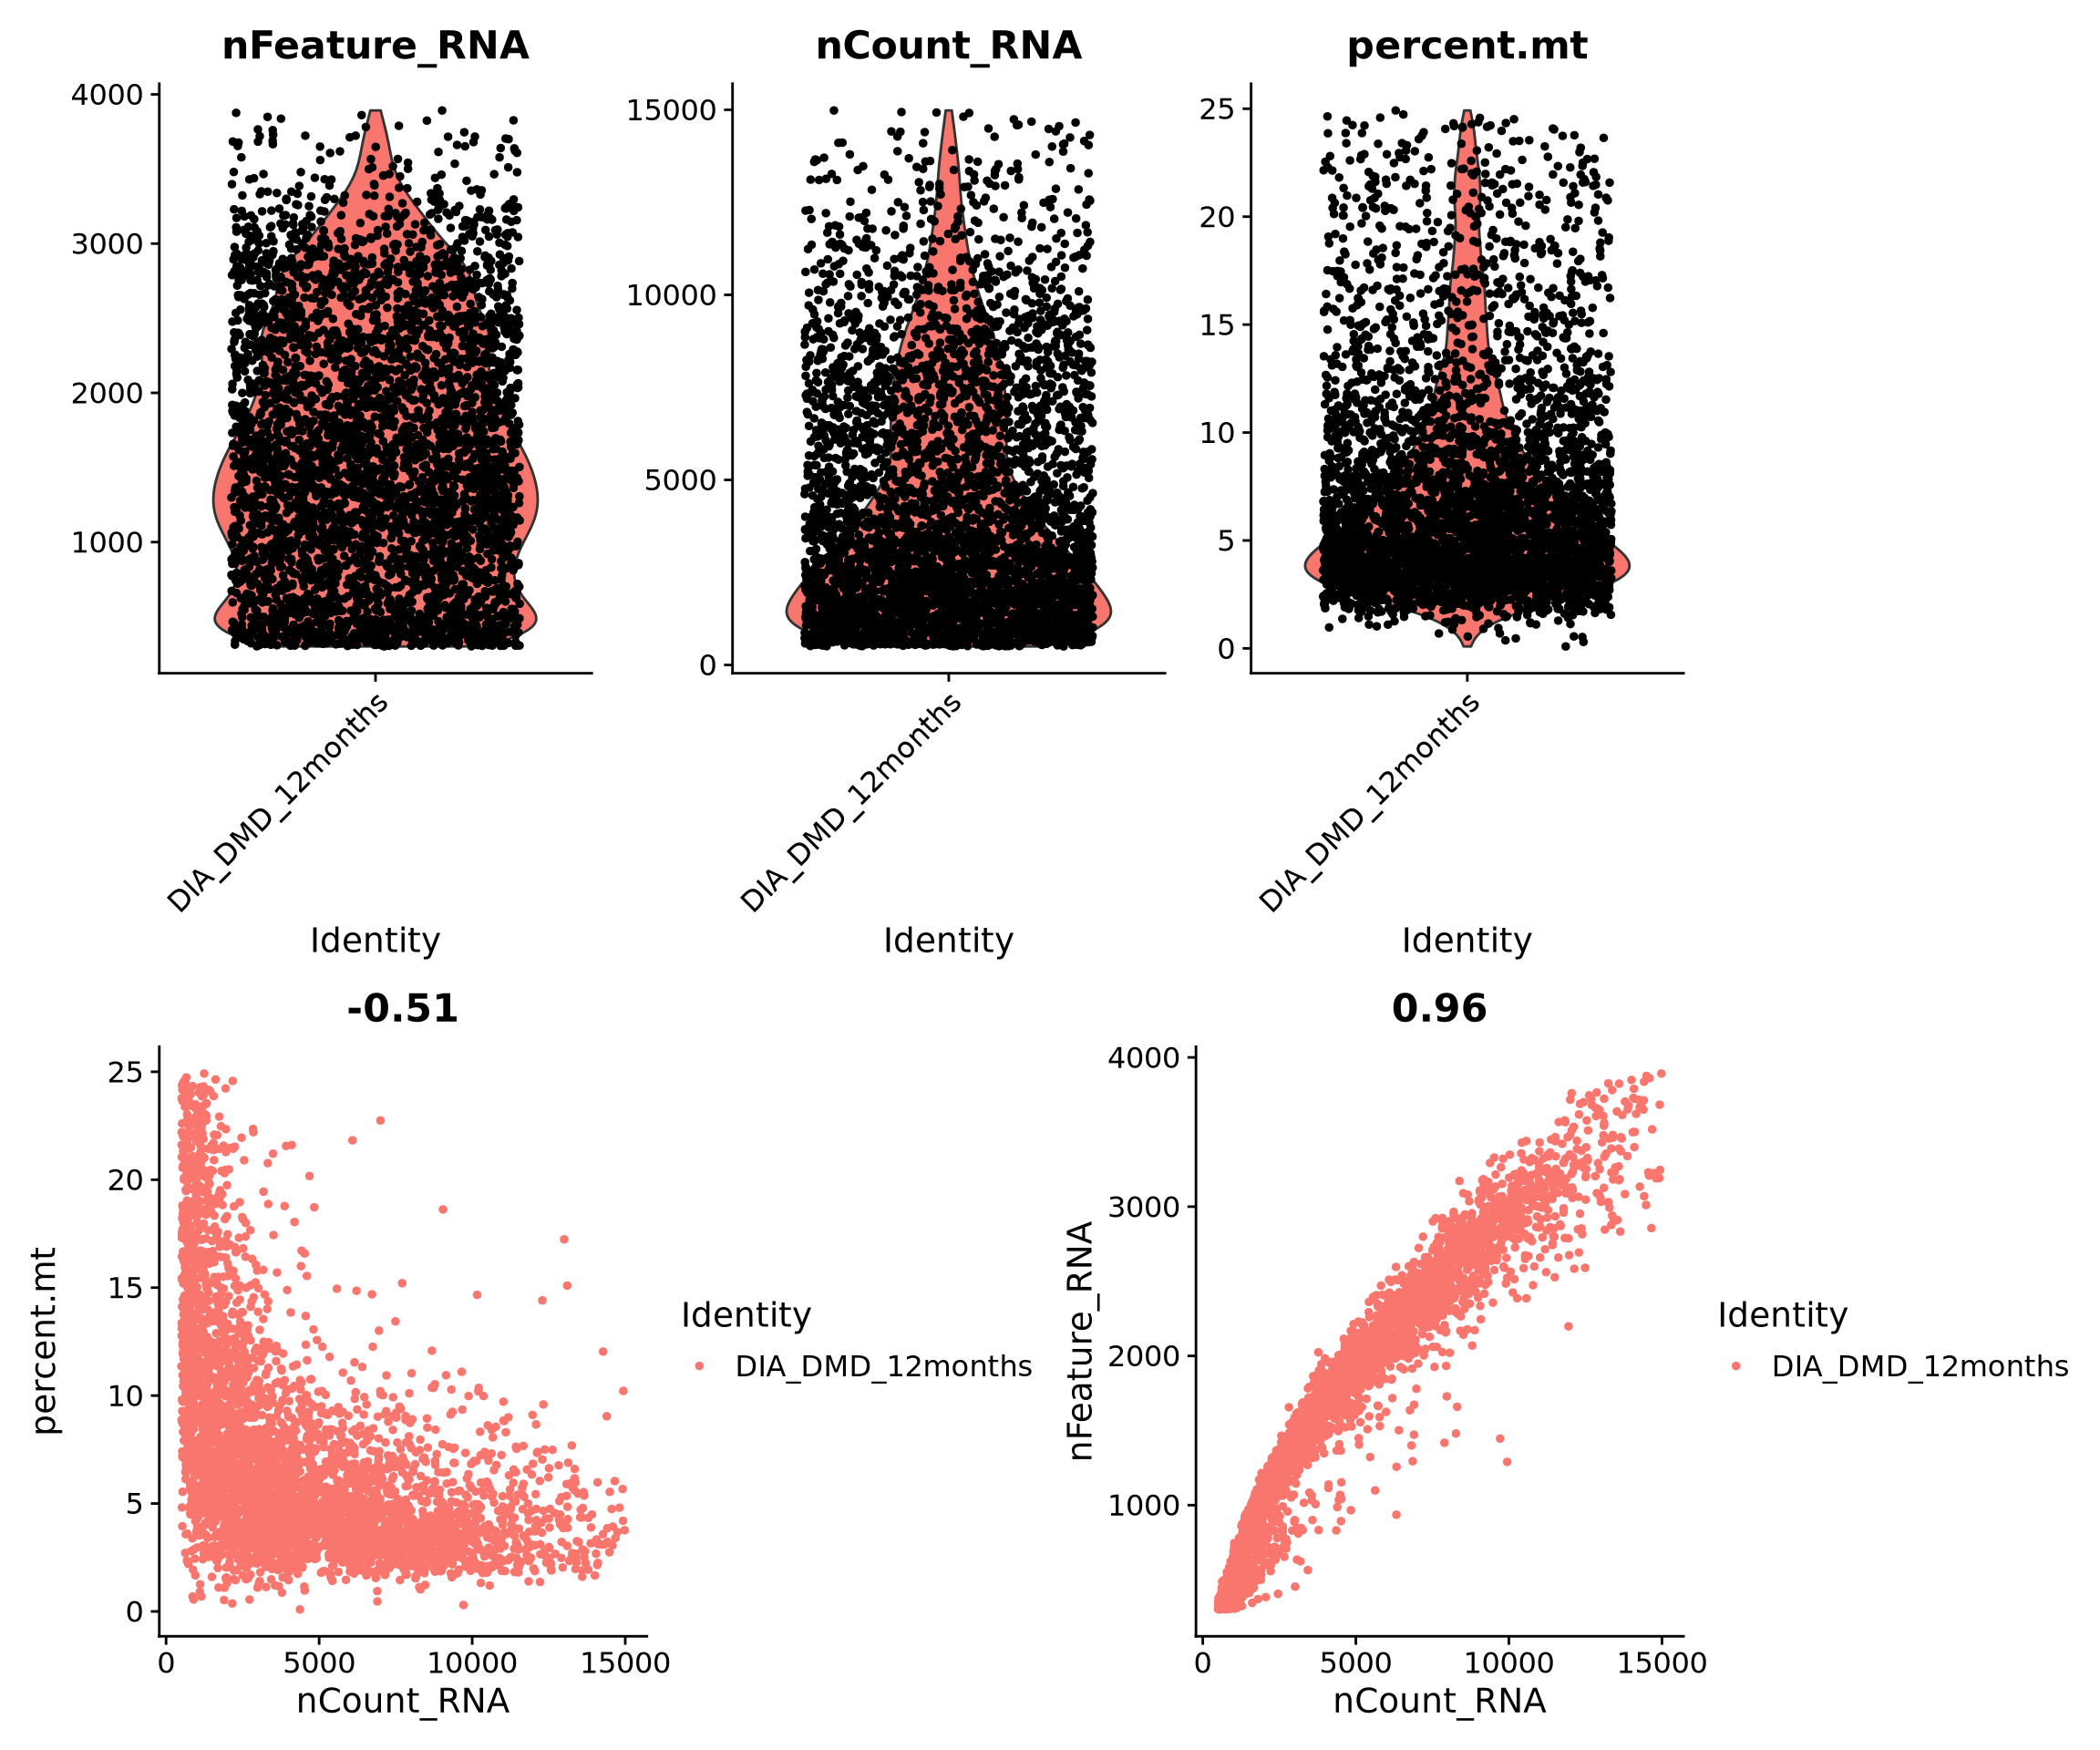 nFeature_RNA
4000
3000
2000
1000
DIA_DMD_12months
Identity
nCount_RNA
15000
10000
5000
0
DIA_DMD_12months
Identity
percent.mt
25
20
15
10
5
0
DIA_DMD_12months
Identity
-0.51
percent.mt
25
20
15
10
5
0
0 5000 10000 15000
nCount_RNA
Identity
DIA_DMD_12months
0.96
nFeature_RNA
4000
3000
2000
1000
0 5000 10000 15000
nCount_RNA
Identity
DIA_DMD_12months